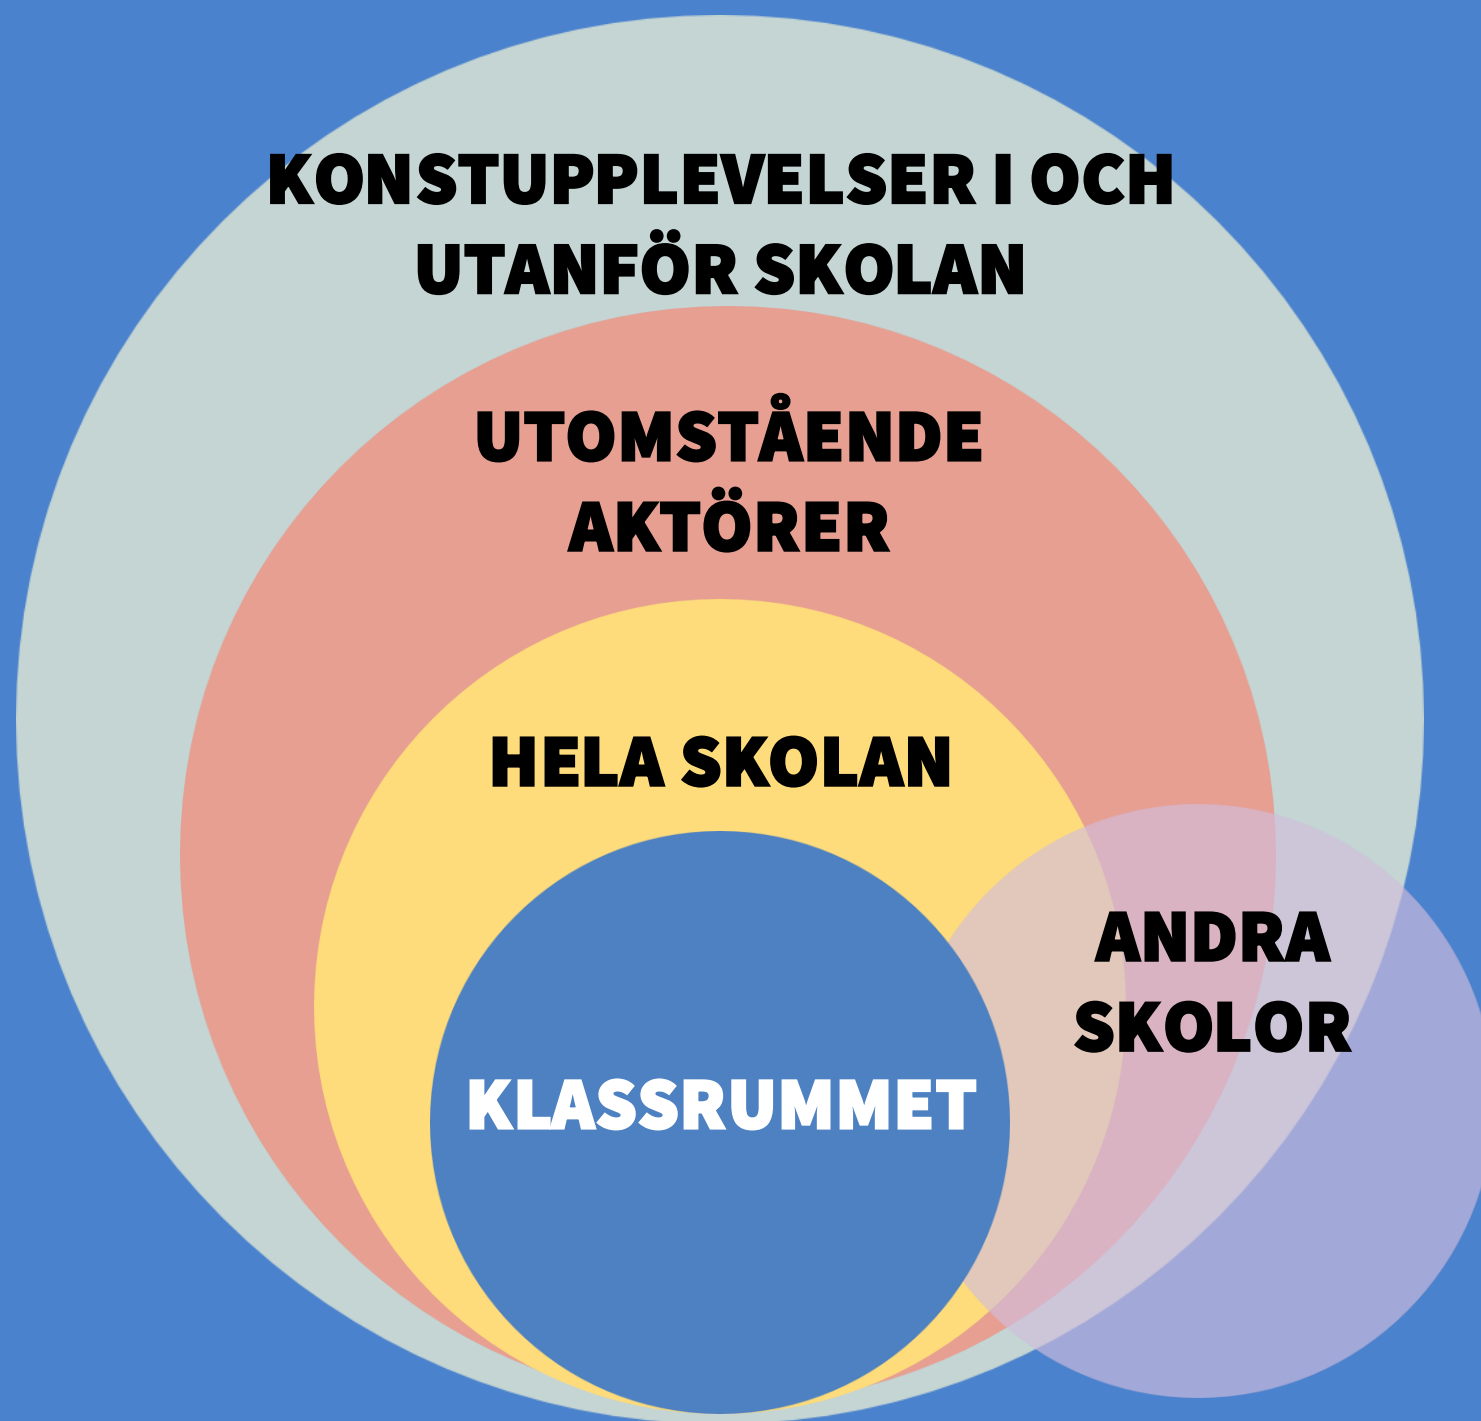 KONSTUPPLEVELSER I OCH
UTANFÖR SKOLAN
UTOMSTÅENDE
AKTÖRER
HELA SKOLAN
ANDRA
SKOLOR
KLASSRUMMET